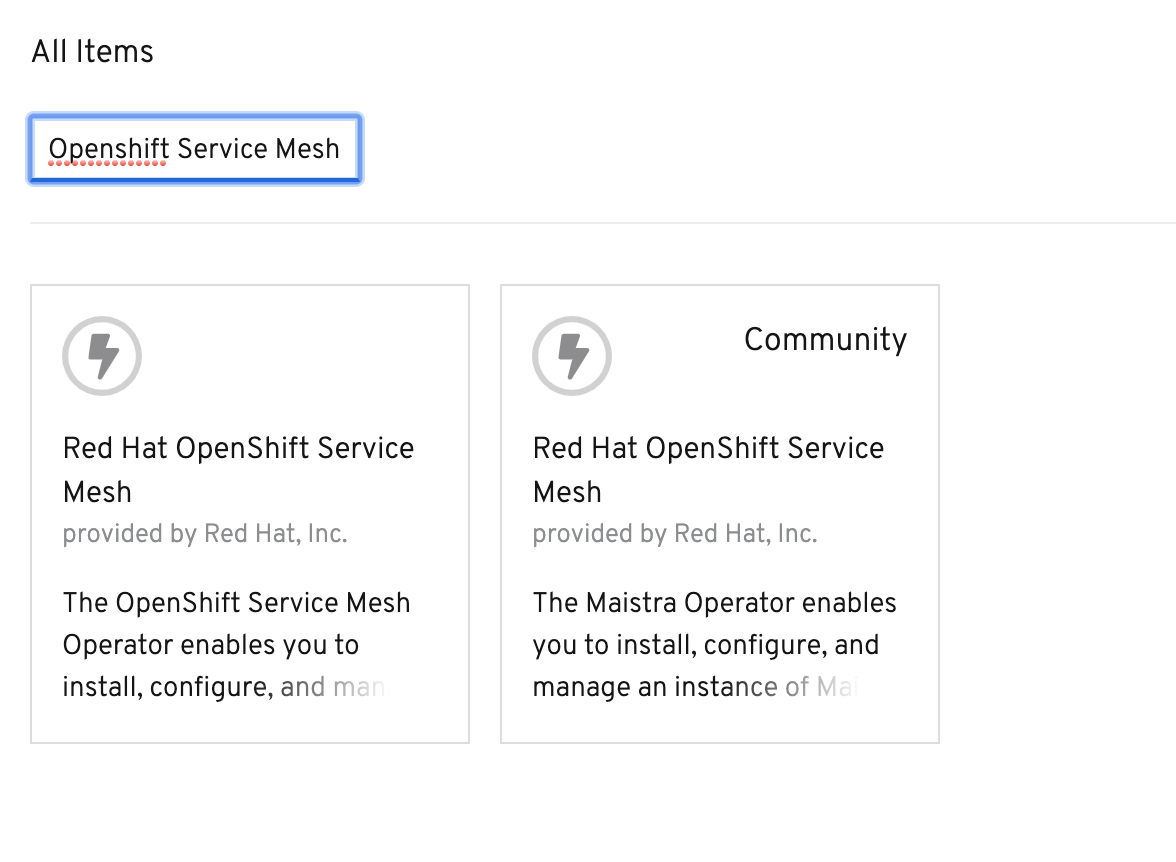 All Items
Openshift Service Mesh
Red Hat OpenShift Service
Mesh
provided by Red Hat, Inc.
The OpenShift Service Mesh
Operator enables you to
install, configure, and man
Community
Red Hat OpenShift Service
Mesh
provided by Red Hat, Inc.
The Maistra Operator enables
you to install, configure, and
manage an instance of Mai